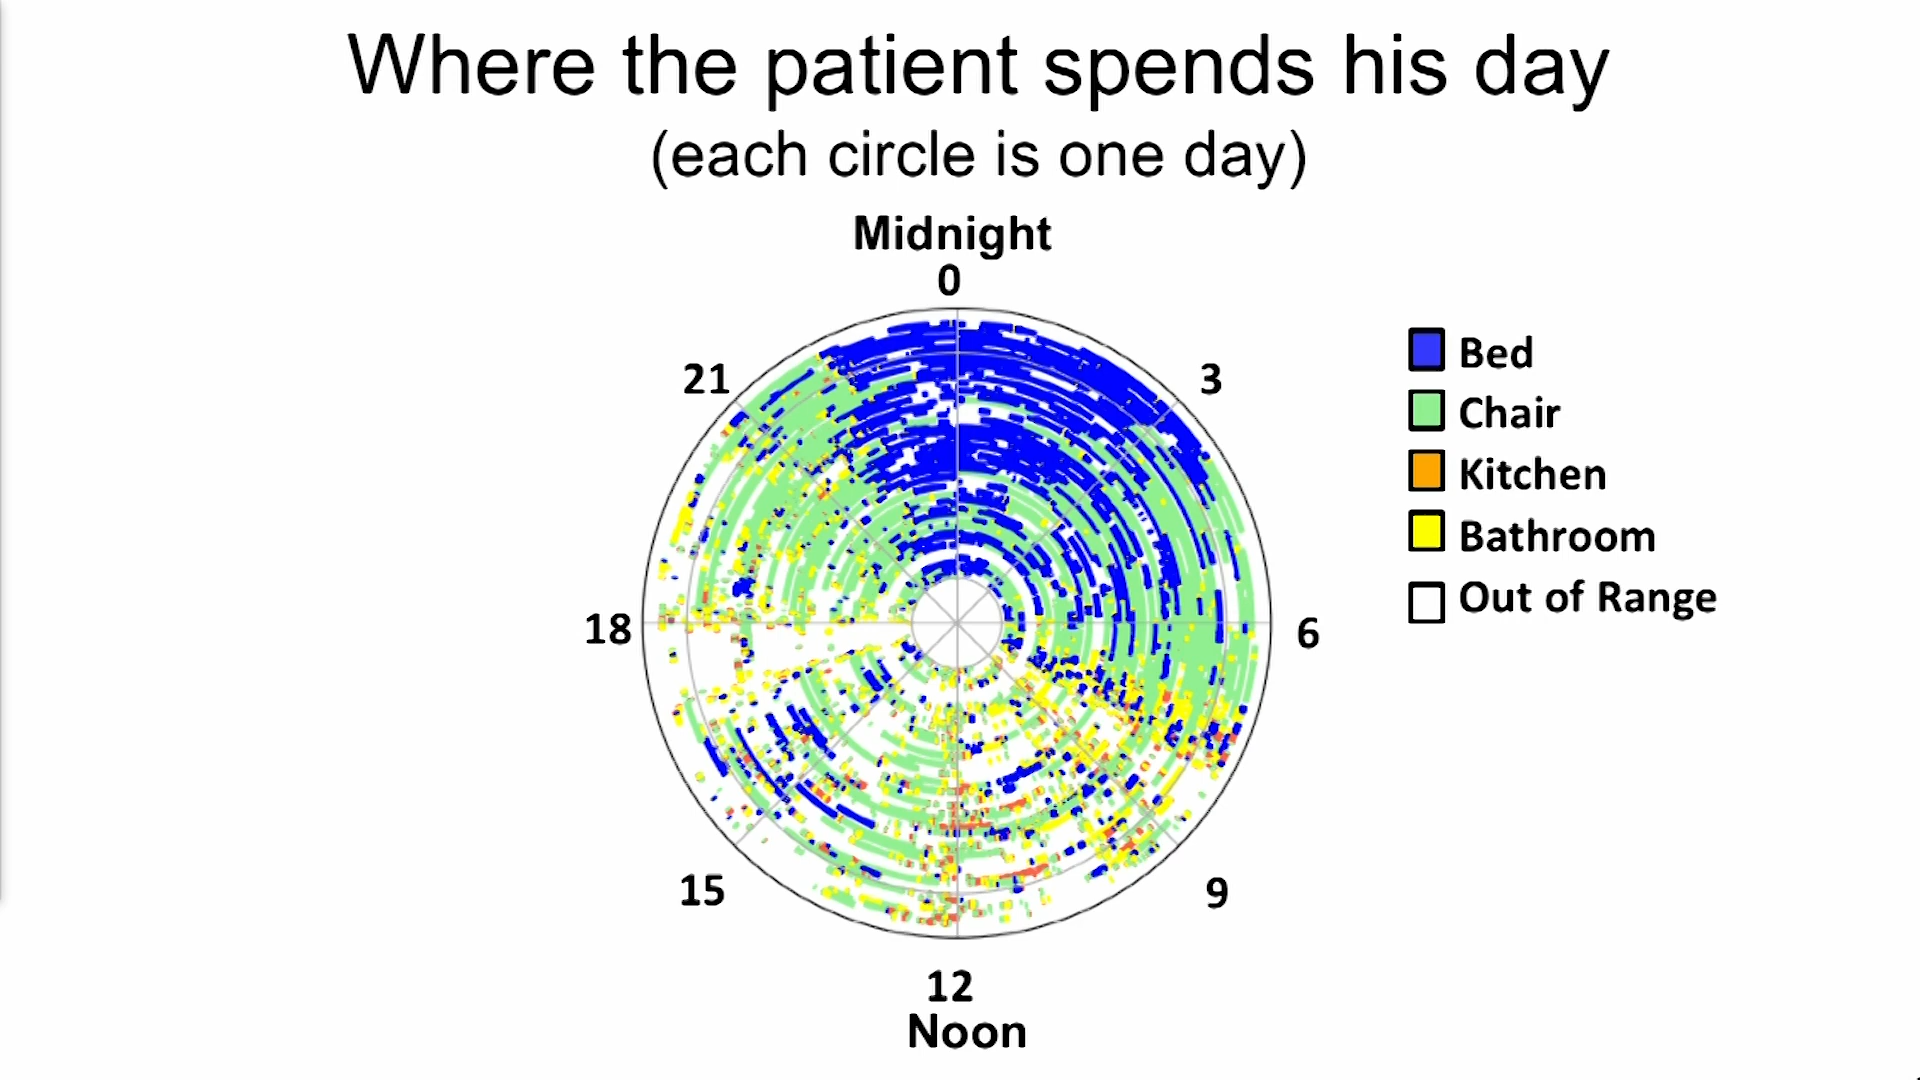 Where the patient spends his day
(each circle is one day)
Midnight
0
21
3
18
6
15
9
12
Noon
Bed
Chair
Kitchen
Bathroom
Out of Range